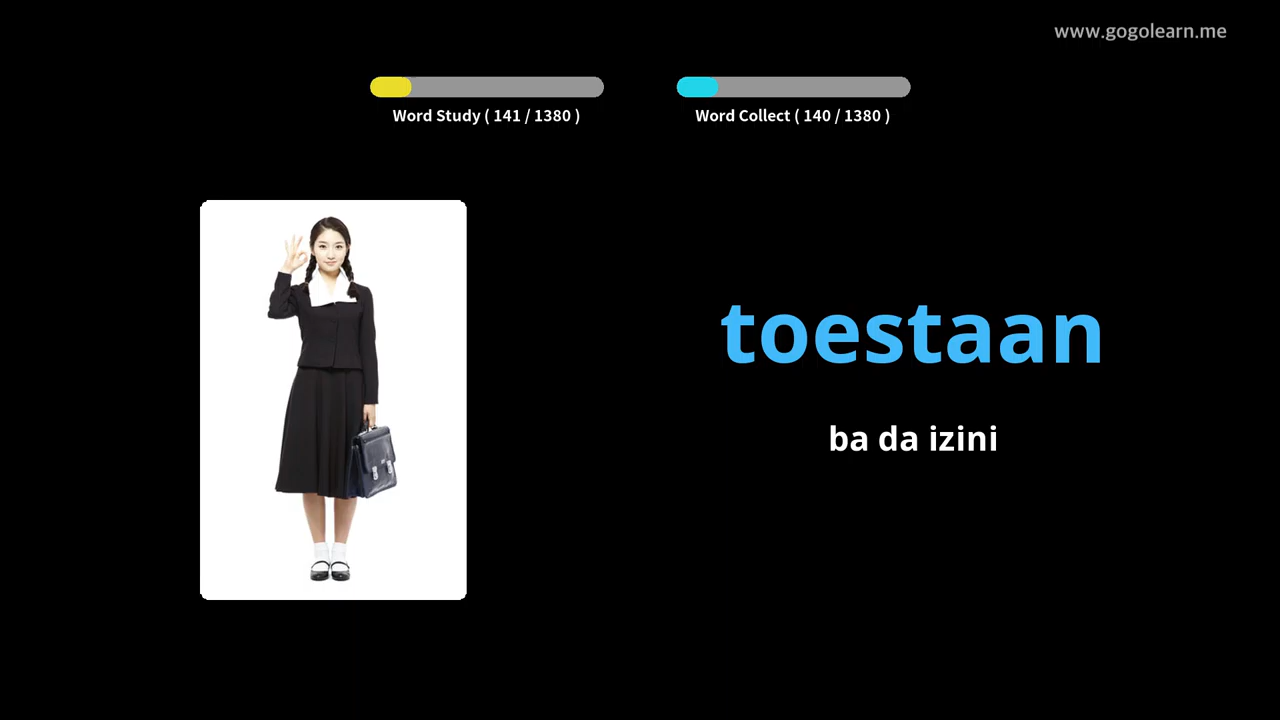 www.gogolearn.me
Word Study ( 141 / 1380 )
Word Collect ( 140 / 1380 )
toestaan
ba da izini